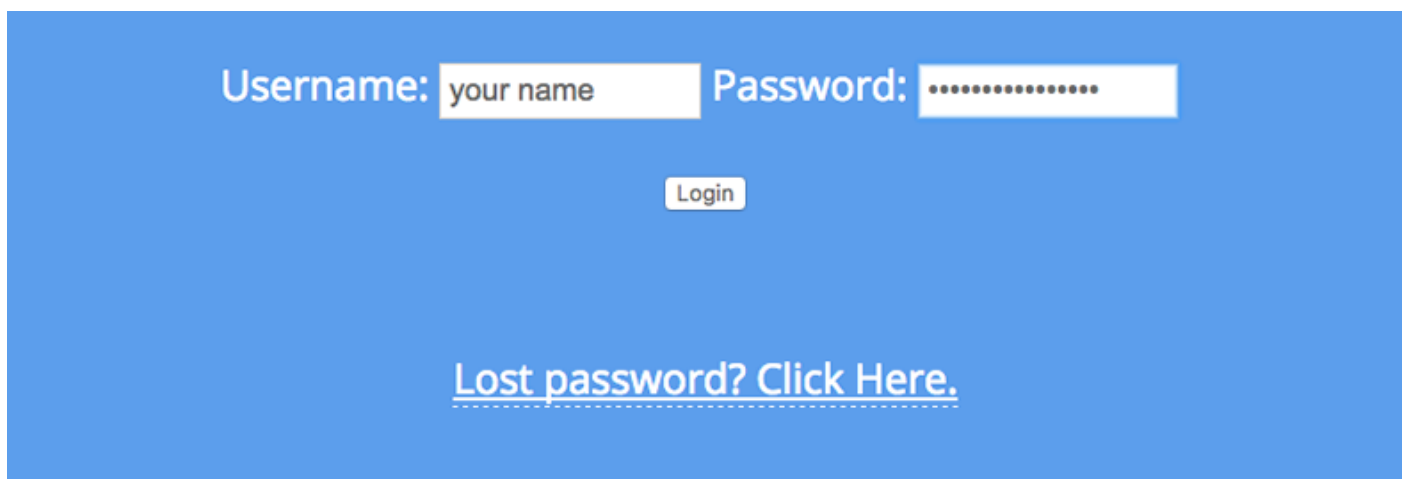 Username: your name Password: ••••••••••••••••
Login
Lost password? Click Here.